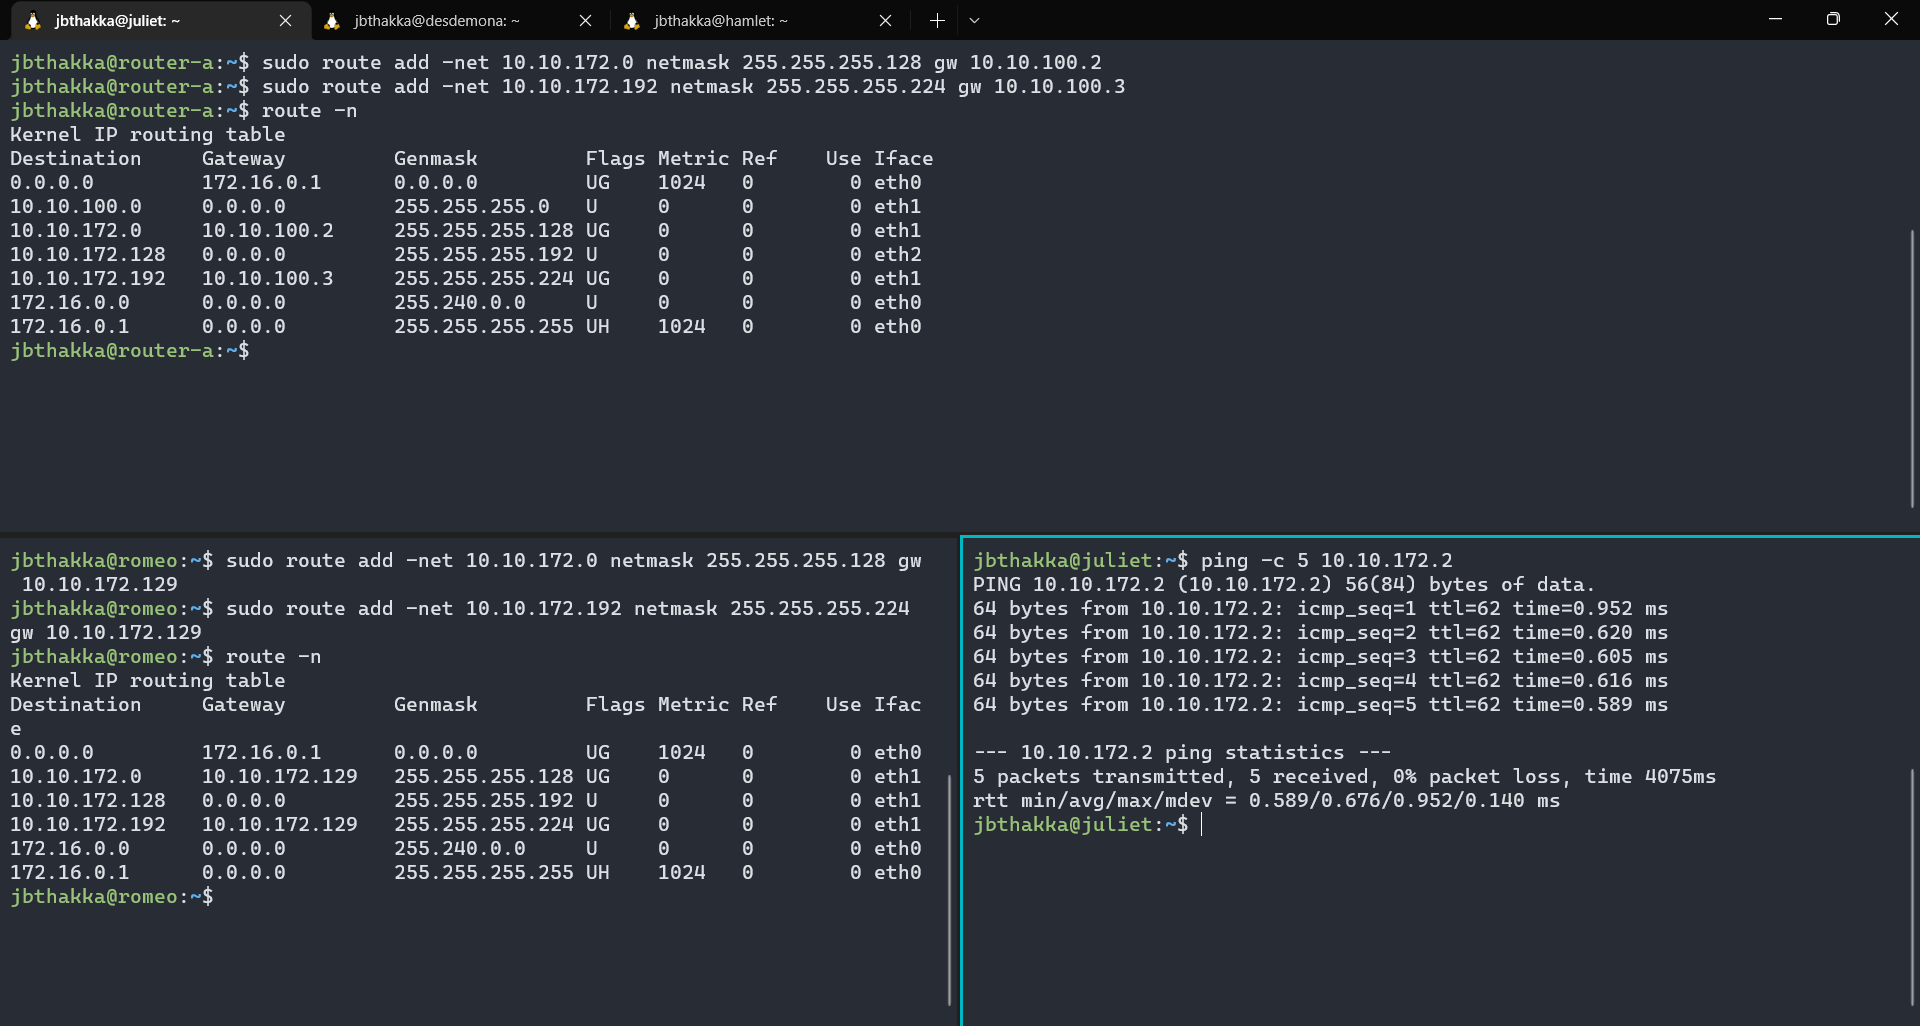 jbthakka@juliet: ~
jbthakka@desdemona: ~
jbthakka@hamlet: ~
jbthakka@router-a:~$ sudo route add -net 10.10.172.0 netmask 255.255.255.128 gw 10.10.100.2
jbthakka@router-a:~$ sudo route add -net 10.10.172.192 netmask 255.255.255.224 gw 10.10.100.3
jbthakka@router-a:~$ route -n
Kernel IP routing table
Destination     Gateway         Genmask         Flags Metric Ref    Use Iface
0.0.0.0         172.16.0.1      0.0.0.0         UG    1024   0        0 eth0
10.10.100.0     0.0.0.0         255.255.255.0   U     0      0        0 eth1
10.10.172.0     10.10.100.2     255.255.255.128 UG    0      0        0 eth1
10.10.172.128   0.0.0.0         255.255.255.192 U     0      0        0 eth2
10.10.172.192   10.10.100.3     255.255.255.224 UG    0      0        0 eth1
172.16.0.0      0.0.0.0         255.240.0.0     U     0      0        0 eth0
172.16.0.1      0.0.0.0         255.255.255.255 UH    1024   0        0 eth0
jbthakka@router-a:~$
jbthakka@romeo:~$ sudo route add -net 10.10.172.0 netmask 255.255.255.128 gw
 10.10.172.129
jbthakka@romeo:~$ sudo route add -net 10.10.172.192 netmask 255.255.255.224
gw 10.10.172.129
jbthakka@romeo:~$ route -n
Kernel IP routing table
Destination     Gateway         Genmask         Flags Metric Ref    Use Ifac
e
0.0.0.0         172.16.0.1      0.0.0.0         UG    1024   0        0 eth0
10.10.172.0     10.10.172.129   255.255.255.128 UG    0      0        0 eth1
10.10.172.128   0.0.0.0         255.255.255.192 U     0      0        0 eth1
10.10.172.192   10.10.172.129   255.255.255.224 UG    0      0        0 eth1
172.16.0.0      0.0.0.0         255.240.0.0     U     0      0        0 eth0
172.16.0.1      0.0.0.0         255.255.255.255 UH    1024   0        0 eth0
jbthakka@romeo:~$
jbthakka@juliet:~$ ping -c 5 10.10.172.2
PING 10.10.172.2 (10.10.172.2) 56(84) bytes of data.
64 bytes from 10.10.172.2: icmp_seq=1 ttl=62 time=0.952 ms
64 bytes from 10.10.172.2: icmp_seq=2 ttl=62 time=0.620 ms
64 bytes from 10.10.172.2: icmp_seq=3 ttl=62 time=0.605 ms
64 bytes from 10.10.172.2: icmp_seq=4 ttl=62 time=0.616 ms
64 bytes from 10.10.172.2: icmp_seq=5 ttl=62 time=0.589 ms
--- 10.10.172.2 ping statistics ---
5 packets transmitted, 5 received, 0% packet loss, time 4075ms
rtt min/avg/max/mdev = 0.589/0.676/0.952/0.140 ms
jbthakka@juliet:~$